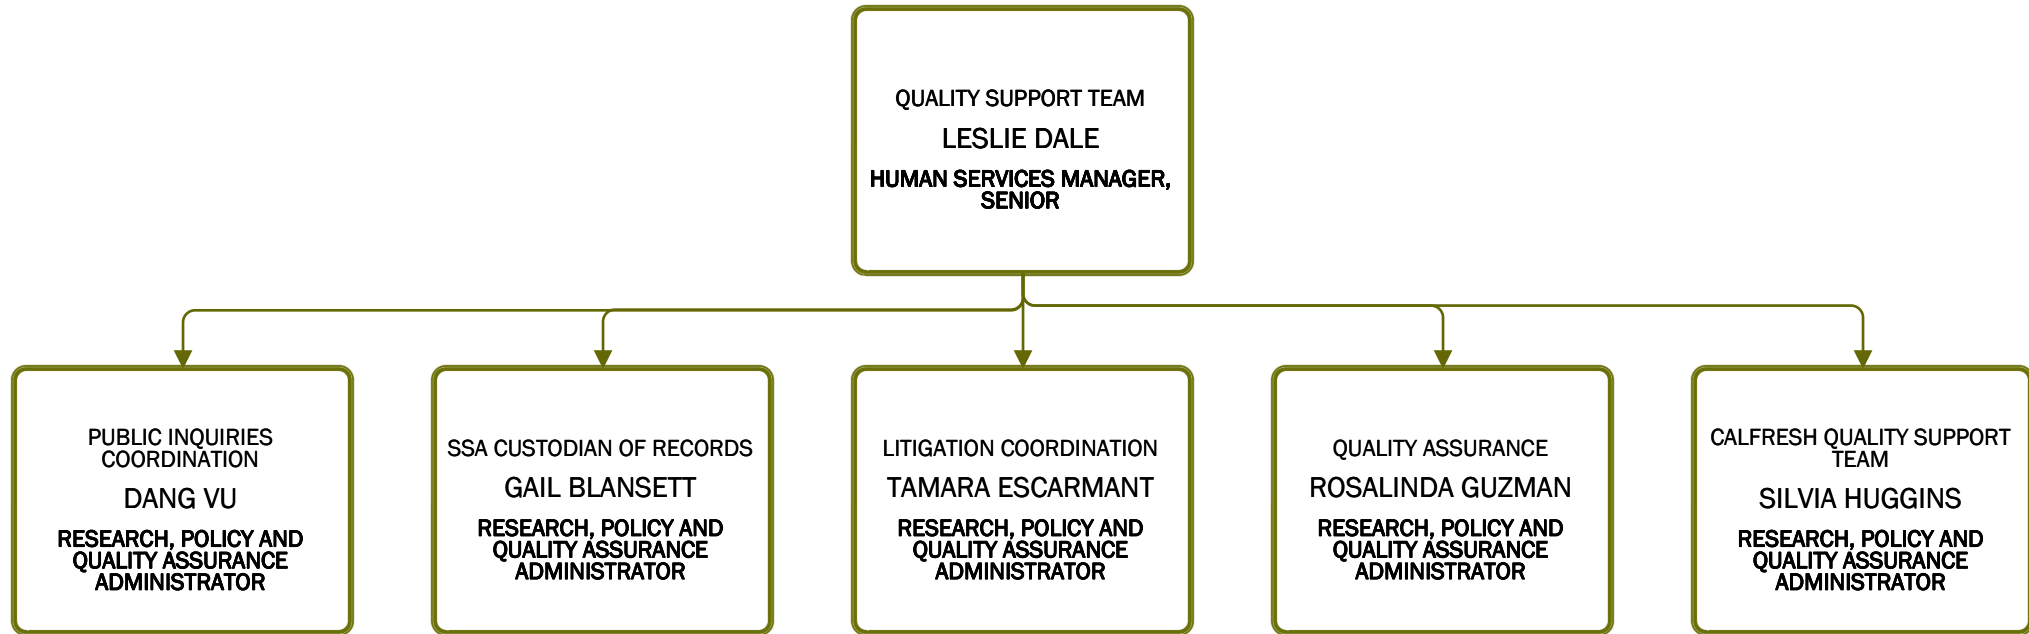 QUALITY SUPPORT TEAM
LESLIE DALE
HUMAN SERVICES MANAGER,
SENIOR
PUBLIC INQUIRIES
COORDINATION
DANG VU
RESEARCH, POLICY AND
QUALITY ASSURANCE
ADMINISTRATOR
SSA CUSTODIAN OF RECORDS
GAIL BLANSETT
RESEARCH, POLICY AND
QUALITY ASSURANCE
ADMINISTRATOR
LITIGATION COORDINATION
TAMARA ESCARMANT
RESEARCH, POLICY AND
QUALITY ASSURANCE
ADMINISTRATOR
QUALITY ASSURANCE
ROSALINDA GUZMAN
RESEARCH, POLICY AND
QUALITY ASSURANCE
ADMINISTRATOR
CALFRESH QUALITY SUPPORT
TEAM
SILVIA HUGGINS
RESEARCH, POLICY AND
QUALITY ASSURANCE
ADMINISTRATOR